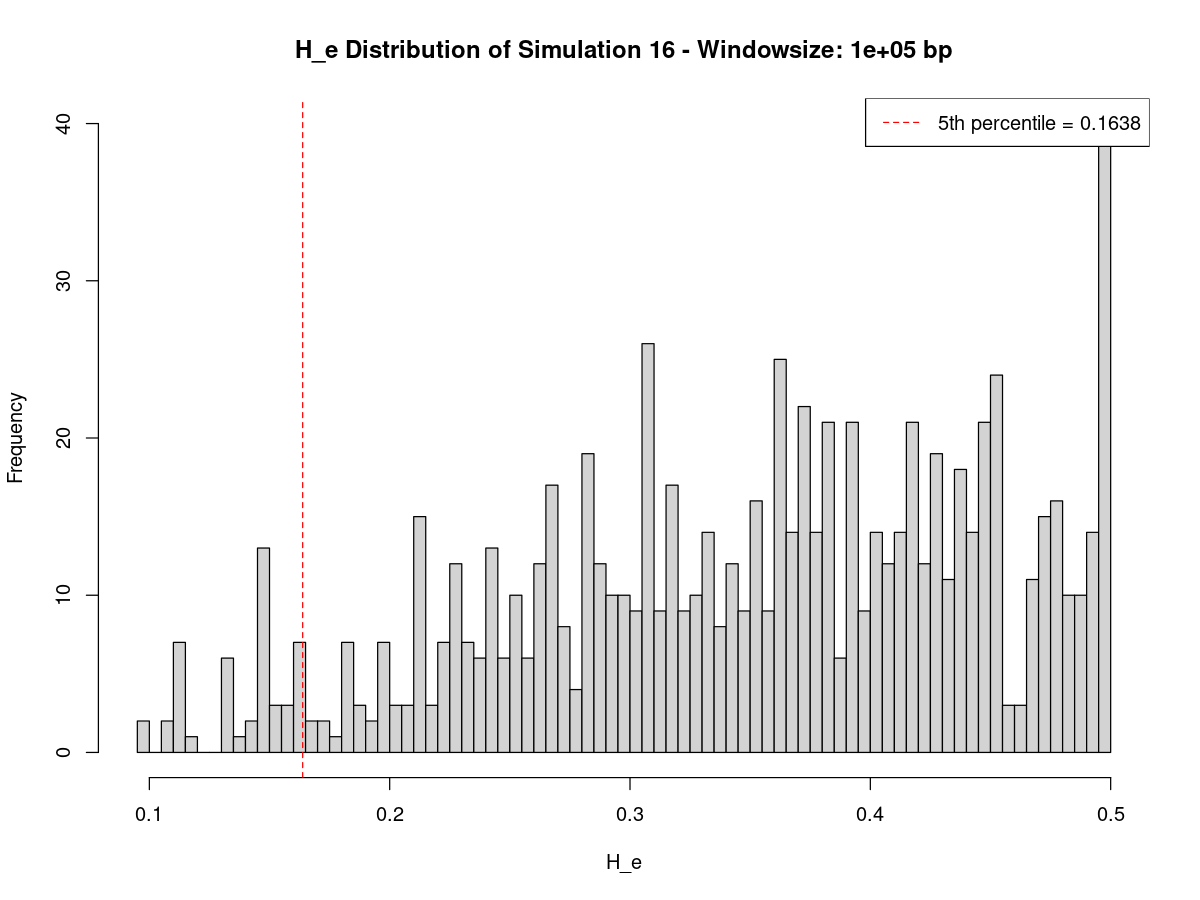 H_e Distribution of Simulation 16 - Windowsize: 1e+05 bp
5th percentile = 0.1638
40
30
20
10
0
Frequency
0.1 0.2 0.3 0.4 0.5
H_e